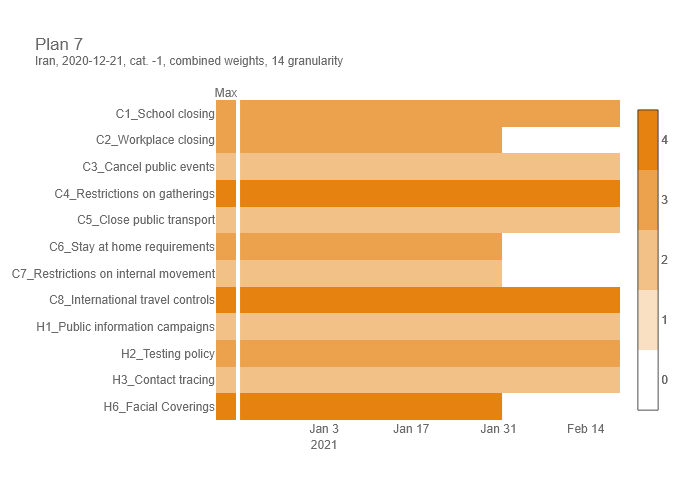 Plan 7
Iran, 2020-12-21, cat. -1, combined weights, 14 granularity
Max
C1_School closing
C2_Workplace closing
C3_Cancel public events
C4_Restrictions on gatherings
C5_Close public transport
C6_Stay at home requirements
C7_Restrictions on internal movement
C8_International travel controls
H1_Public information campaigns
H2_Testing policy
H3_Contact tracing
H6_Facial Coverings
Jan 3 Jan 17 Jan 31 Feb 14
2021
4
3
2
1
0